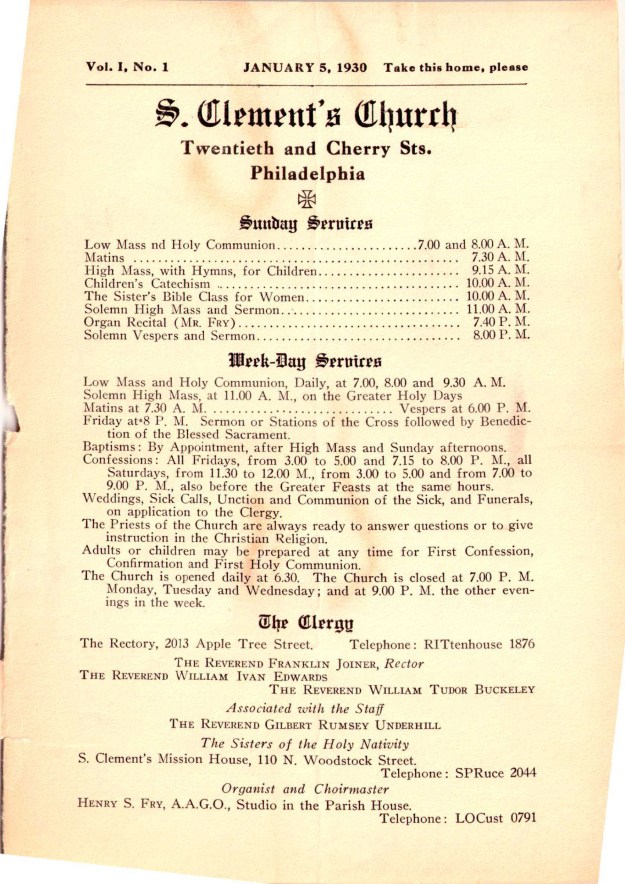 Vol. I, No. 1 JANUARY 5, 1930 Take this home, please
S. Clement's Church
Twentieth and Cherry Sts.
Philadelphia
Sunday Services
Low Mass nd Holy Communion.....................7.00 and 8.00 A. M.
Matins ................................................. 7.30 A. M.
High Mass, with Hymns, for Children..................... 9.15 A. M.
Children's Catechism .................................... 10.00 A. M.
The Sister's Bible Class for Women....................... 10.00 A. M.
Solemn High Mass and Sermon......................... 11.00 A. M.
Organ Recital (MR. FRY)................................. 7.40 P. M.
Solemn Vespers and Sermon.............................. 8.00 P. M.
Week-Day Services
Low Mass and Holy Communion, Daily, at 7.00, 8.00 and 9.30 A. M.
Solemn High Mass, at 11.00 A. M., on the Greater Holy Days
Matins at 7.30 A. M. ........................... Vespers at 6.00 P. M.
Friday at 8 P. M. Sermon or Stations of the Cross followed by Benedic-
tion of the Blessed Sacrament.
Baptisms: By Appointment, after High Mass and Sunday afternoons.
Confessions: All Fridays, from 3.00 to 5.00 and 7.15 to 8.00 P. M., all
Saturdays, from 11.30 to 12.00 M., from 3.00 to 5.00 and from 7.00 to
9.00 P. M., also before the Greater Feasts at the same hours.
Weddings, Sick Calls, Unction and Communion of the Sick, and Funerals,
on application to the Clergy.
The Priests of the Church are always ready to answer questions or to give
instruction in the Christian Religion.
Adults or children may be prepared at any time for First Confession,
Confirmation and First Holy Communion.
The Church is opened daily at 6.30. The Church is closed at 7.00 P. M.
Monday, Tuesday and Wednesday; and at 9.00 P. M. the other even-
ings in the week.
The Clergy
The Rectory, 2013 Apple Tree Street. Telephone: RITtenhouse 1876
THE REVEREND FRANKLIN JOINER, Rector
THE REVEREND WILLIAM IVAN EDWARDS
THE REVEREND WILLIAM TUDOR BUCKELEY
Associated with the Staff
THE REVEREND GILBERT RUMSEY UNDERHILL
The Sisters of the Holy Nativity
S. Clement's Mission House, 110 N. Woodstock Street.
Telephone: SPRuce 2044
Organist and Choirmaster
HENRY S. FRY, A.A.G.O., Studio in the Parish House.
Telephone: LOCust 0791